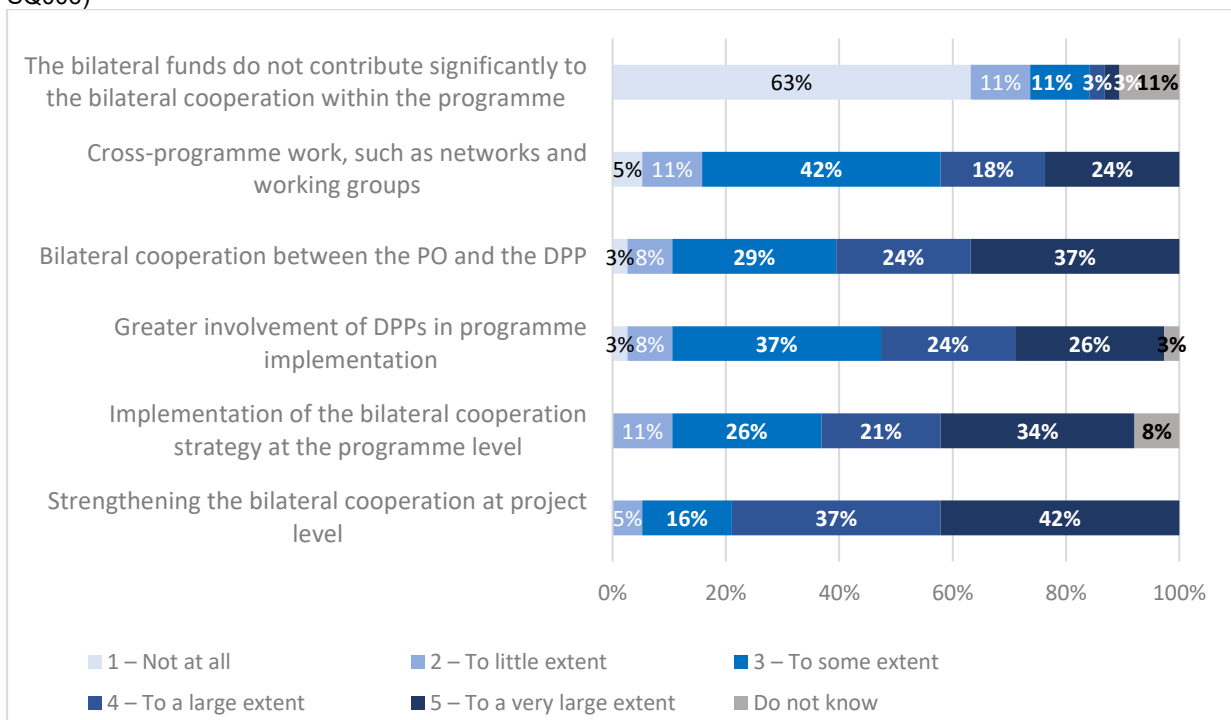 The bilateral funds do not contribute significantly to
the bilateral cooperation within the programme
63% 11% 11% 3% 3% 11%
Cross-programme work, such as networks and
working groups
5% 11% 42% 18% 24%
Bilateral cooperation between the PO and the DPP
3% 8% 29% 24% 37%
Greater involvement of DPPs in programme
implementation
3% 8% 37% 24% 26% 3%
Implementation of the bilateral cooperation
strategy at the programme level
11% 26% 21% 34% 8%
Strengthening the bilateral cooperation at project
level
5% 16% 37% 42%
0% 20% 40% 60% 80% 100%
1 – Not at all 2 – To little extent 3 – To some extent
4 – To a large extent 5 – To a very large extent Do not know